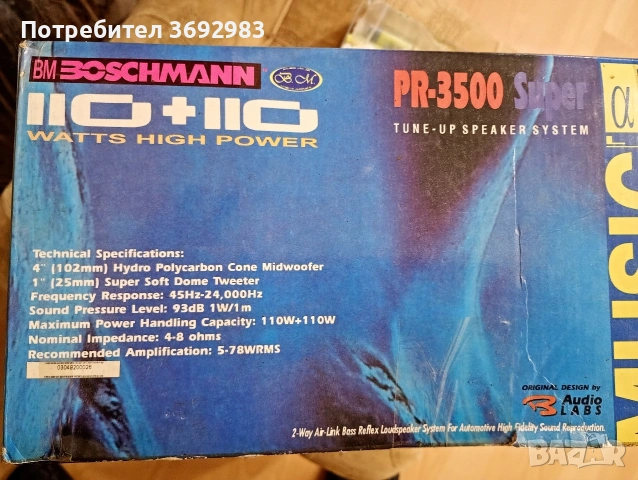 Потребител 3692983
BM BOSCHMANN
B.M.
110+110
WATTS HIGH POWER
PR-3500 Super
TUNE-UP SPEAKER SYSTEM
α
MUSIC
Technical Specifications:
4" (102mm) Hydro Polycarbon Cone Midwoofer
1" (25mm) Super Soft Dome Tweeter
Frequency Response: 45Hz-24,000Hz
Sound Pressure Level: 93dB 1W/1m
Maximum Power Handling Capacity: 110W+110W
Nominal Impedance: 4-8 ohms
Recommended Amplification: 5-78WRMS
ORIGINAL DESIGN by
Audio
LABS
2-Way Air-Link Bass Reflex Loudspeaker System For Automotive High Fidelity Sound Reproduction.
BAZAR